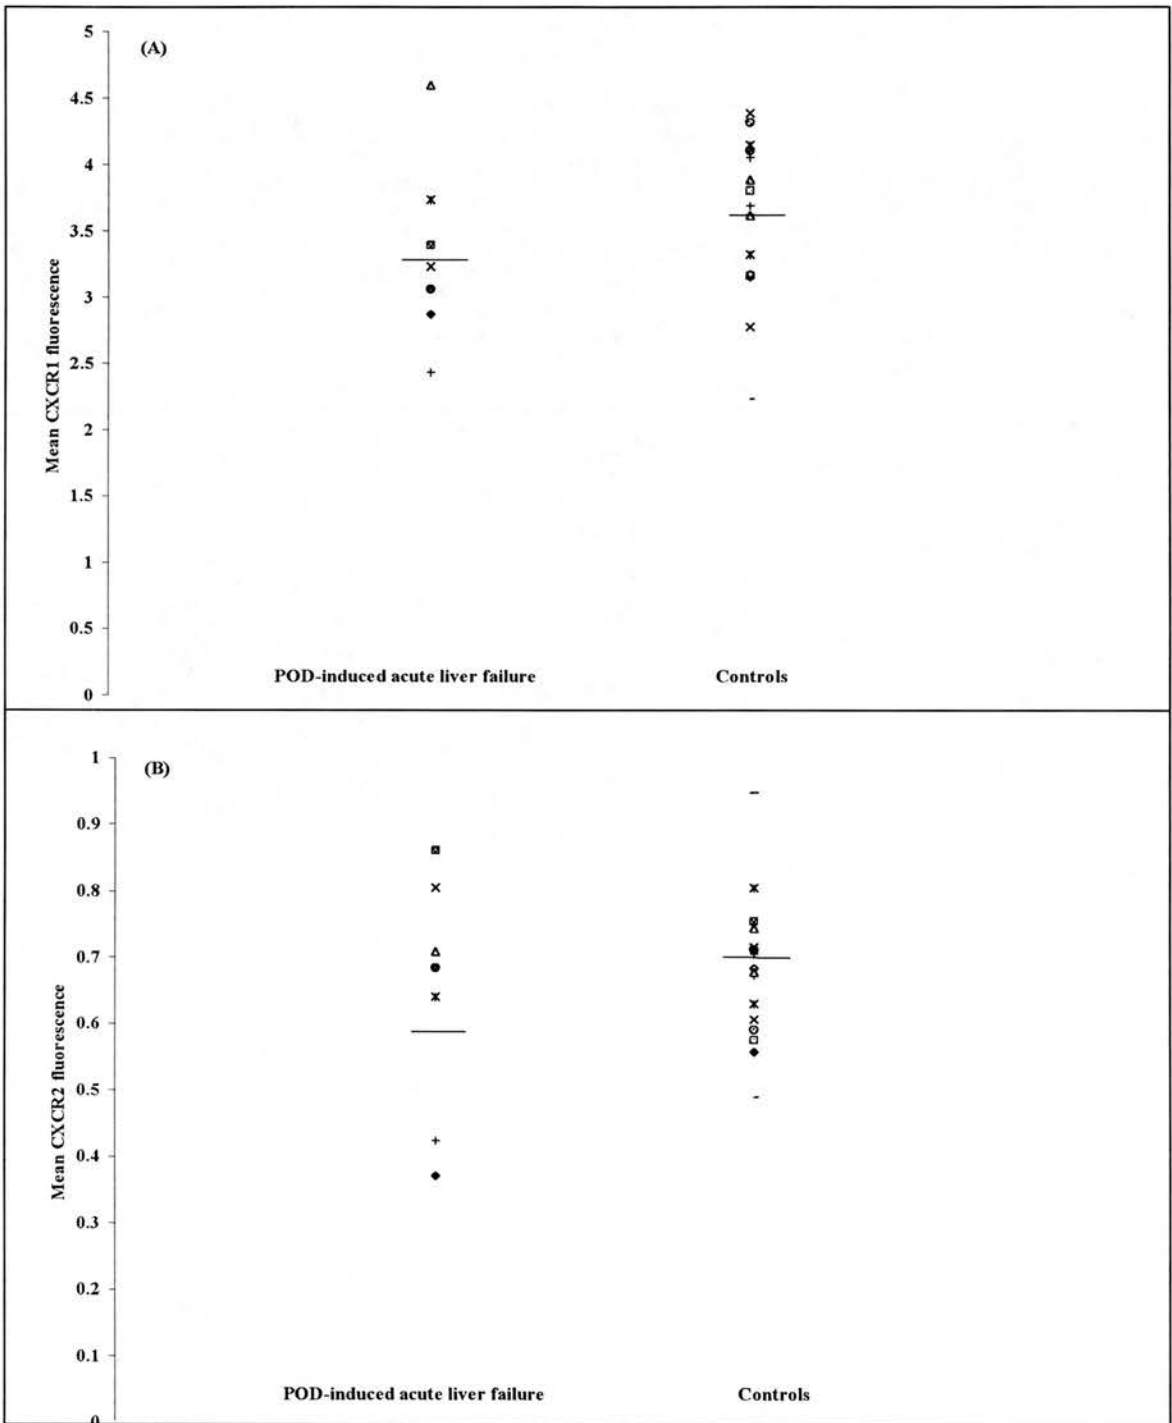 (A)
5
4.5
4
3.5
3
2.5
2
1.5
1
0.5
0
Mean CXCR1 fluorescence
POD-induced acute liver failure
Controls
(B)
1
0.9
0.8
0.7
0.6
0.5
0.4
0.3
0.2
0.1
0
Mean CXCR2 fluorescence
POD-induced acute liver failure
Controls